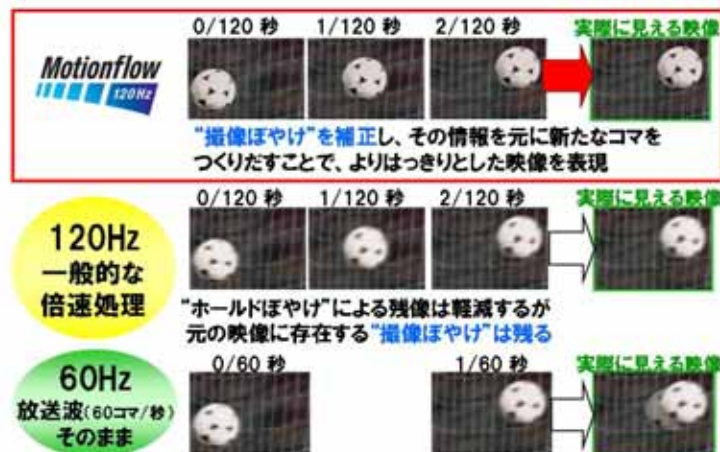 0/120 秒 1/120 秒 2/120 秒 実際に見える映像
Motionflow
120Hz
“撮像ぼやけ”を補正し、その情報を元に新たなコマを
つくりだすことで、よりはっきりとした映像を表現
0/120 秒 1/120 秒 2/120 秒 実際に見える映像
120Hz
一般的な
倍速処理
“ホールドぼやけ”による残像は軽減するが
元の映像に存在する“撮像ぼやけ”は残る
0/60 秒 1/60 秒 実際に見える映像
60Hz
放送波(60コマ/秒)
そのまま